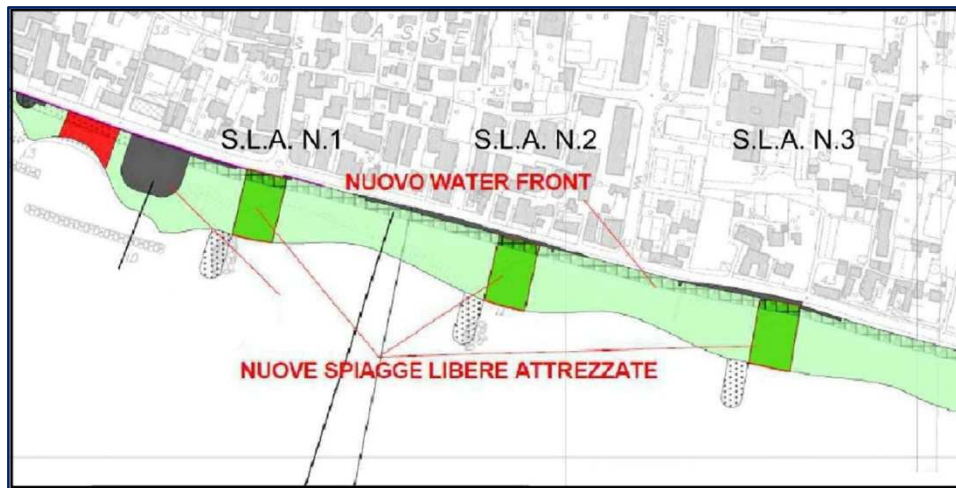 S.L.A. N.1
S.L.A. N.2
S.L.A. N.3
NUOVO WATER FRONT
NUOVE SPIAGGE LIBERE ATTREZZATE